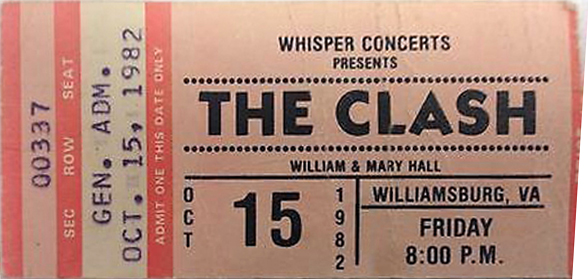 00337
SEC ROW SEAT
GEN. ADM.
OCT. 15, 1982
ADMIT ONE THIS DATE ONLY
WHISPER CONCERTS
PRESENTS
THE CLASH
WILLIAM & MARY HALL
OCT
15
1982
WILLIAMSBURG, VA
FRIDAY
8:00 P.M.